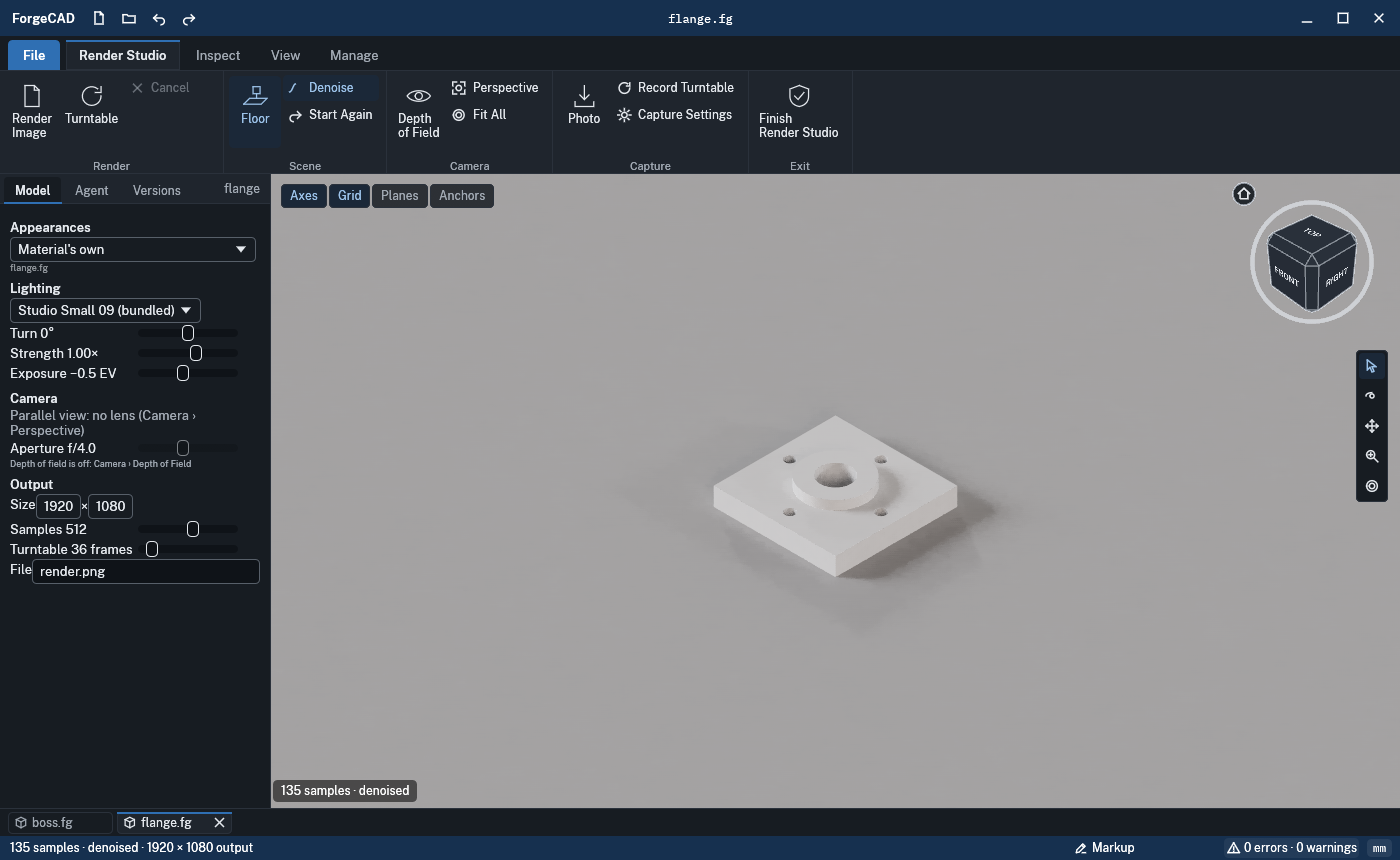 ForgeCAD
flange.fg
File
Render Studio
Inspect
View
Manage
Render
Image
Turntable
Cancel
Render
Floor
Denoise
Start Again
Scene
Depth
of Field
Perspective
Fit All
Camera
Photo
Record Turntable
Capture Settings
Capture
Finish
Render Studio
Exit
Model
Agent
Versions
flange
Axes
Grid
Planes
Anchors
TOP
FRONT
RIGHT
Appearances
Material's own
flange.fg
Lighting
Studio Small 09 (bundled)
Turn 0°
Strength 1.00×
Exposure −0.5 EV
Camera
Parallel view: no lens (Camera ›
Perspective)
Aperture f/4.0
Depth of field is off: Camera › Depth of Field
Output
Size 1920 × 1080
Samples 512
Turntable 36 frames
File render.png
135 samples · denoised
boss.fg
flange.fg
135 samples · denoised · 1920 × 1080 output
Markup
0 errors · 0 warnings
mm